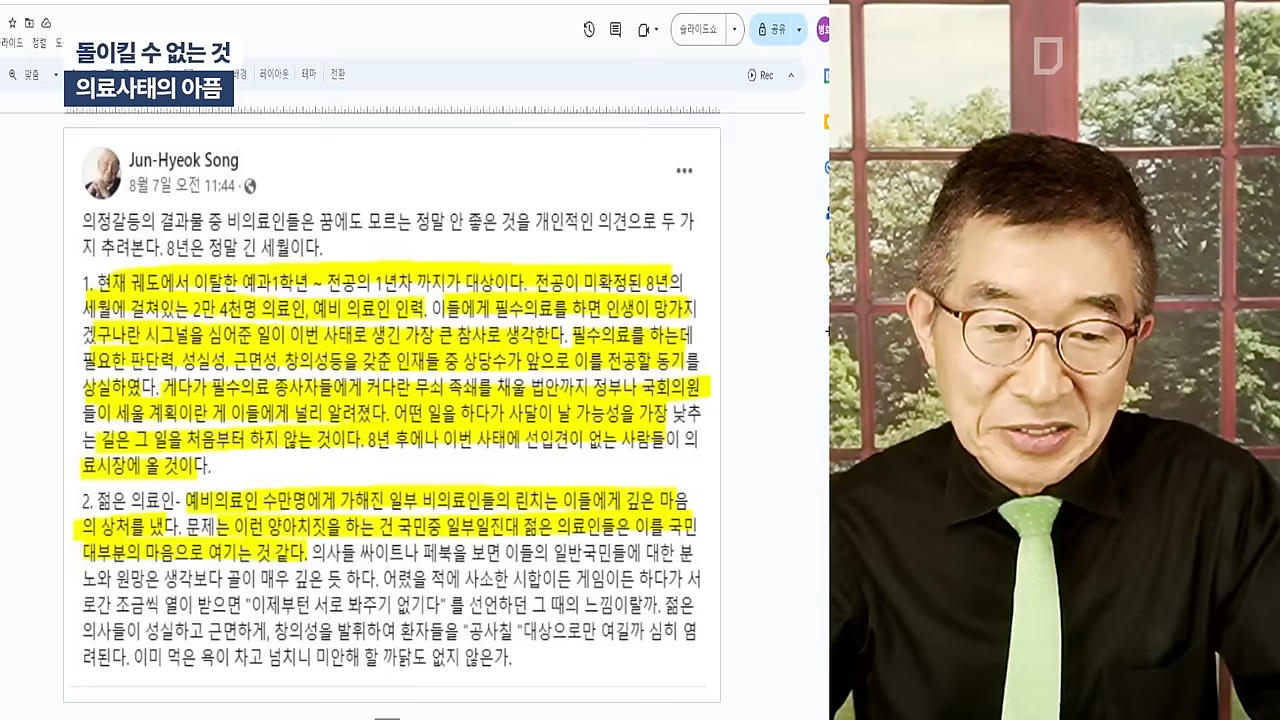 라이드 정렬 도
슬라이드쇼
공유
돌이킬 수 없는 것
의료사태의 아픔
맞춤
배경
레이아웃
테마
전환
Rec
Jun-Hyeok Song
8월 7일 오전 11:44
의정갈등의 결과물 중 비의료인들은 꿈에도 모르는 정말 안 좋은 것을 개인적인 의견으로 두 가
지 추려본다. 8년은 정말 긴 세월이다.
1. 현재 궤도에서 이탈한 예과1학년 ~ 전공의 1년차 까지가 대상이다. 전공이 미확정된 8년의
세월에 걸쳐있는 2만 4천명 의료인, 예비 의료인 인력. 이들에게 필수의료를 하면 인생이 망가지
겠구나란 시그널을 심어준 일이 이번 사태로 생긴 가장 큰 참사로 생각한다. 필수의료를 하는데
필요한 판단력, 성실성, 근면성, 창의성등을 갖춘 인재들 중 상당수가 앞으로 이를 전공할 동기를
상실하였다. 게다가 필수의료 종사자들에게 커다란 무쇠 족쇄를 채울 법안까지 정부나 국회의원
들이 세울 계획이란 게 이들에게 널리 알려졌다. 어떤 일을 하다가 사달이 날 가능성을 가장 낮추
는 길은 그 일을 처음부터 하지 않는 것이다. 8년 후에나 이번 사태에 선입견이 없는 사람들이 의
료시장에 올 것이다.
2. 젊은 의료인- 예비의료인 수만명에게 가해진 일부 비의료인들의 린치는 이들에게 깊은 마음
의 상처를 냈다. 문제는 이런 양아치짓을 하는 건 국민중 일부일진대 젊은 의료인들은 이를 국민
대부분의 마음으로 여기는 것 같다. 의사들 싸이트나 페북을 보면 이들의 일반국민들에 대한 분
노와 원망은 생각보다 골이 매우 깊은 듯 하다. 어렸을 적에 사소한 시합이든 게임이든 하다가 서
로간 조금씩 열이 받으면 "이제부턴 서로 봐주기 없기다" 를 선언하던 그 때의 느낌이랄까. 젊은
의사들이 성실하고 근면하게, 창의성을 발휘하여 환자들을 "공사칠 "대상으로만 여길까 심히 염
려된다. 이미 먹은 욕이 차고 넘치니 미안해 할 까닭도 없지 않은가.